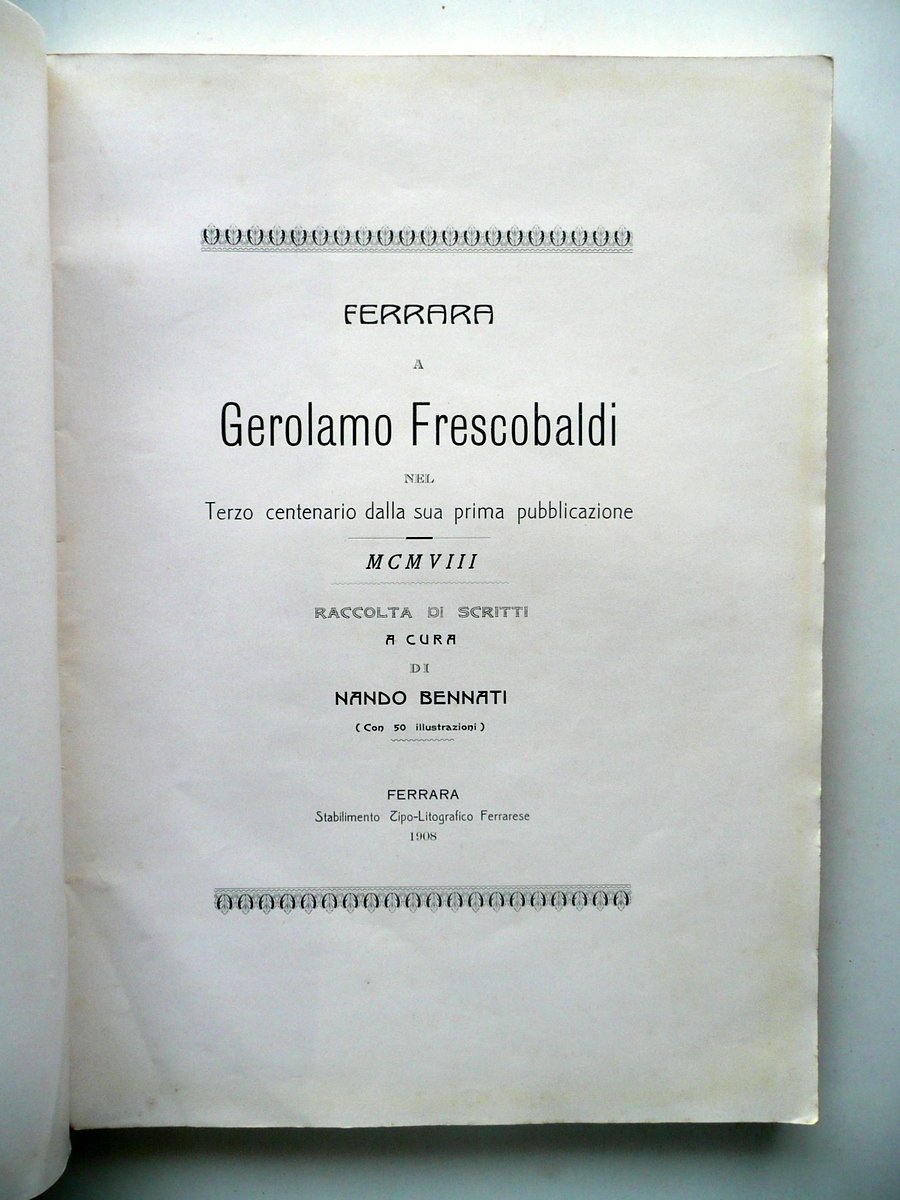 FERRARA
A
Gerolamo Frescobaldi
NEL
Terzo centenario dalla sua prima pubblicazione
MCMVIII
RACCOLTA DI SCRITTI
A CURA
DI
NANDO BENNATI
(Con 50 illustrazioni)
FERRARA
Stabilimento Tipo-Litografico Ferrarese
1908